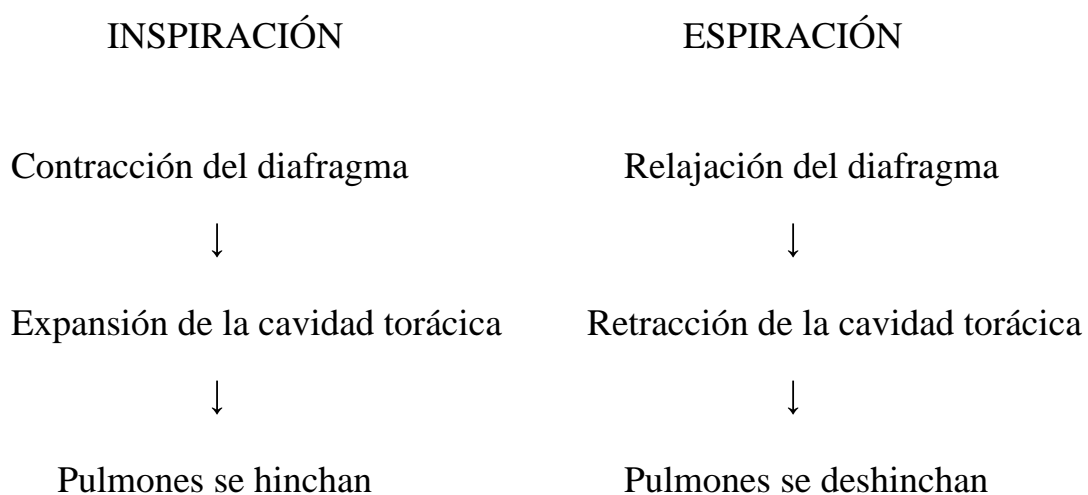 INSPIRACIÓN ESPIRACIÓN
Contracción del diafragma Relajación del diafragma
↓ ↓
Expansión de la cavidad torácica Retracción de la cavidad torácica
↓ ↓
Pulmones se hinchan Pulmones se deshinchan